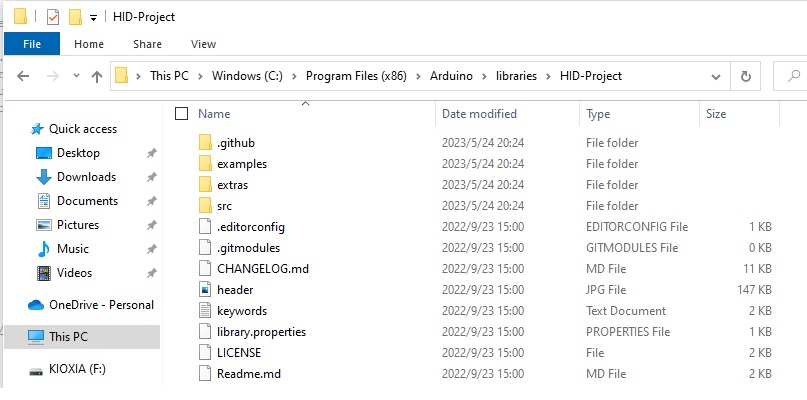 HID-Project
File Home Share View
This PC > Windows (C:) > Program Files (x86) > Arduino > libraries > HID-Project
Name Date modified Type Size
Quick access
Desktop
Downloads
Documents
Pictures
Music
Videos
OneDrive - Personal
This PC
KIOXIA (F:)
.github 2023/5/24 20:24 File folder
examples 2023/5/24 20:24 File folder
extras 2023/5/24 20:24 File folder
src 2023/5/24 20:24 File folder
.editorconfig 2022/9/23 15:00 EDITORCONFIG File 1 KB
.gitmodules 2022/9/23 15:00 GITMODULES File 0 KB
CHANGELOG.md 2022/9/23 15:00 MD File 11 KB
header 2022/9/23 15:00 JPG File 147 KB
keywords 2022/9/23 15:00 Text Document 2 KB
library.properties 2022/9/23 15:00 PROPERTIES File 1 KB
LICENSE 2022/9/23 15:00 File 2 KB
Readme.md 2022/9/23 15:00 MD File 2 KB